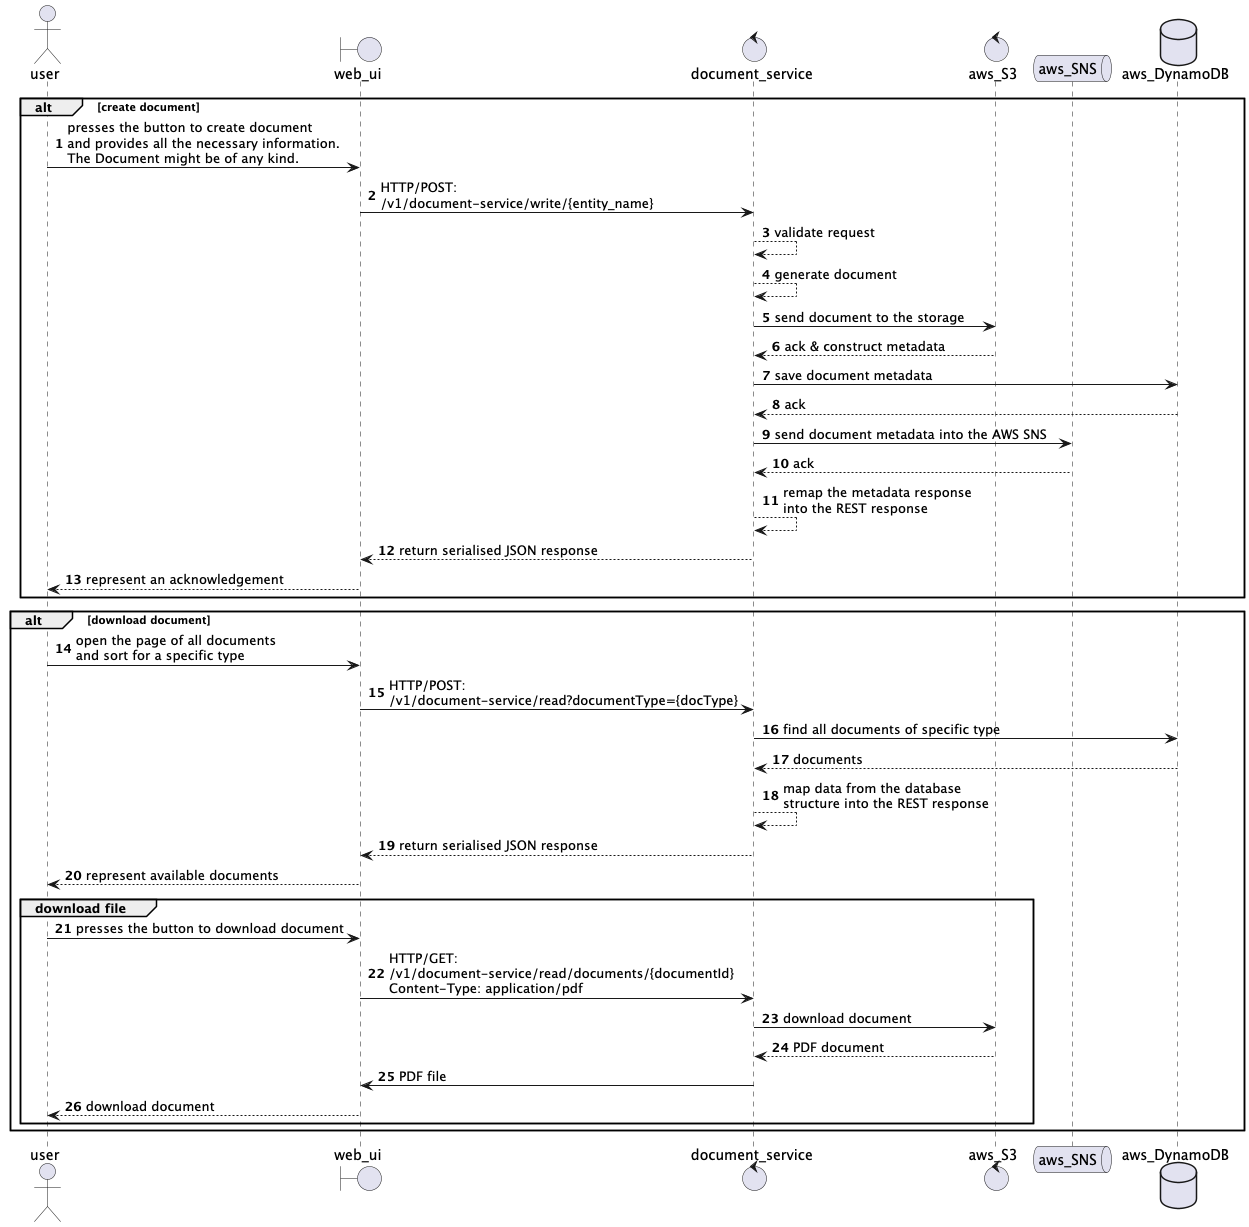 user
web_ui
document_service
aws_S3
aws_SNS
aws_DynamoDB
alt [create document]
presses the button to create document
1 and provides all the necessary information.
The Document might be of any kind.
HTTP/POST:
2 /v1/document-service/write/{entity_name}
3 validate request
4 generate document
5 send document to the storage
6 ack & construct metadata
7 save document metadata
8 ack
9 send document metadata into the AWS SNS
10 ack
remap the metadata response
11 into the REST response
12 return serialised JSON response
13 represent an acknowledgement
alt [download document]
open the page of all documents
14 and sort for a specific type
HTTP/POST:
15 /v1/document-service/read?documentType={docType}
16 find all documents of specific type
17 documents
map data from the database
18 structure into the REST response
19 return serialised JSON response
20 represent available documents
download file
21 presses the button to download document
HTTP/GET:
22 /v1/document-service/read/documents/{documentId}
Content-Type: application/pdf
23 download document
24 PDF document
25 PDF file
26 download document
user
web_ui
document_service
aws_S3
aws_SNS
aws_DynamoDB